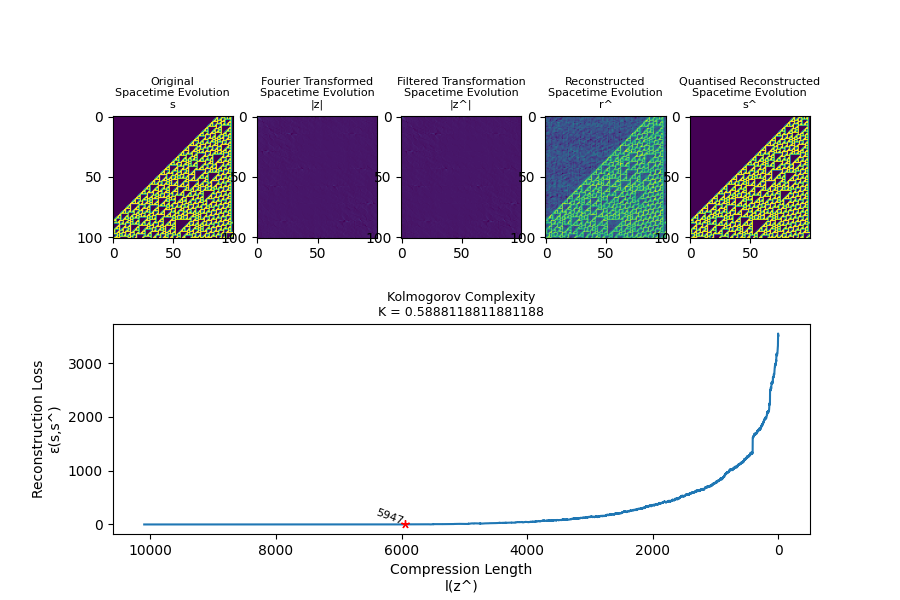 Original
Spacetime Evolution
s
Fourier Transformed
Spacetime Evolution
|z|
Filtered Transformation
Spacetime Evolution
|z^|
Reconstructed
Spacetime Evolution
r^
Quantised Reconstructed
Spacetime Evolution
s^
0
50
100
0
50
0
50
100
0
50
0
50
100
0
50
0
50
100
0
50
0
50
100
0
50
Kolmogorov Complexity
K = 0.5888118811881188
Reconstruction Loss
ε(s,s^)
3000
2000
1000
0
5947
10000
8000
6000
4000
2000
0
Compression Length
l(z^)